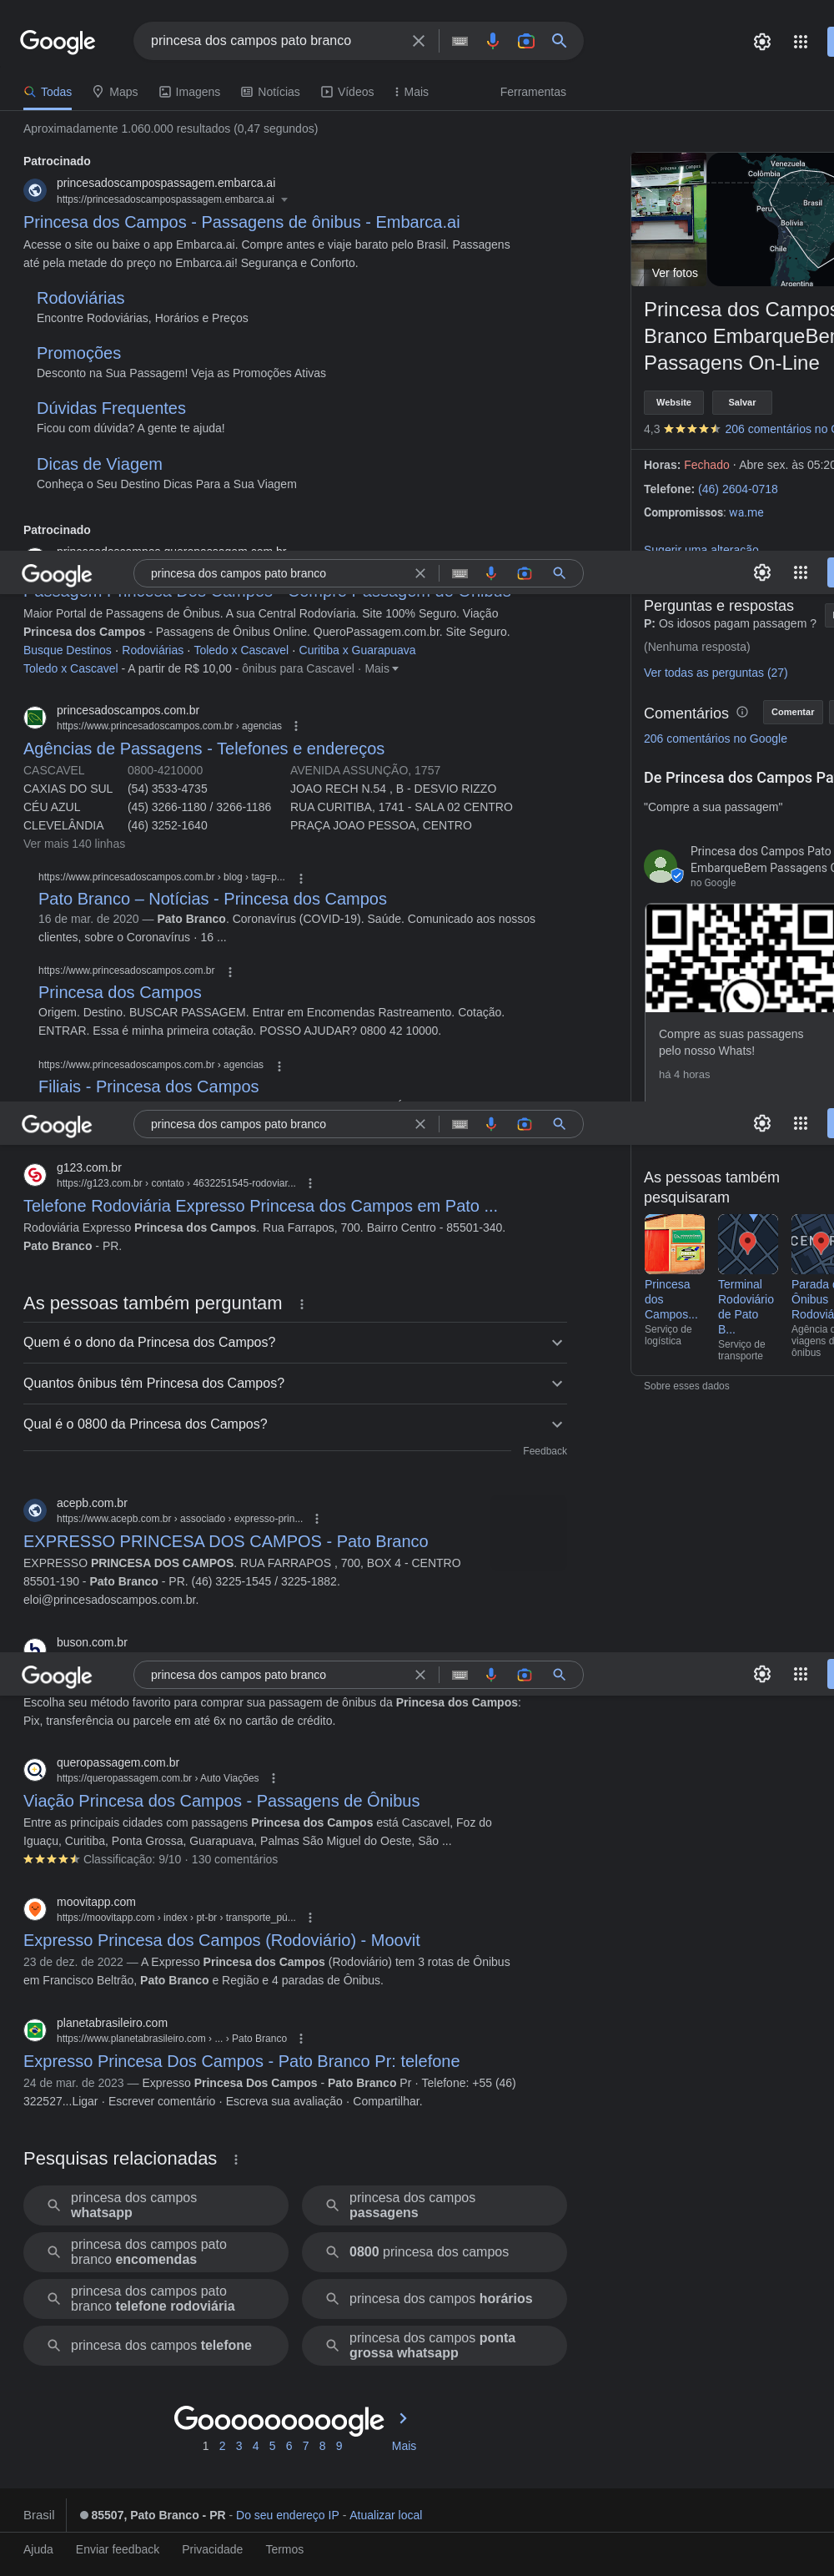 Google
princesa dos campos pato branco
Todas
Maps
Imagens
Notícias
Vídeos
Mais
Ferramentas
Aproximadamente 1.060.000 resultados (0,47 segundos)
Patrocinado
princesadoscampospassagem.embarca.ai
https://princesadoscampospassagem.embarca.ai
Princesa dos Campos - Passagens de ônibus - Embarca.ai
Acesse o site ou baixe o app Embarca.ai. Compre antes e viaje barato pelo Brasil. Passagens
até pela metade do preço no Embarca.ai! Segurança e Conforto.
Rodoviárias
Encontre Rodoviárias, Horários e Preços
Promoções
Desconto na Sua Passagem! Veja as Promoções Ativas
Dúvidas Frequentes
Ficou com dúvida? A gente te ajuda!
Dicas de Viagem
Conheça o Seu Destino Dicas Para a Sua Viagem
Patrocinado
Venezuela
Colômbia
Peru
Brasil
Bolívia
Chile
Argentina
Ver fotos
Princesa dos Campos
Branco EmbarqueBem
Passagens On-Line
Website
Salvar
4,3
206 comentários no
Horas: Fechado · Abre sex. às 05:20
Telefone: (46) 2604-0718
Compromissos: wa.me
Sugerir uma alteração
Google
princesa dos campos pato branco
Passagem Princesa Dos Campos - Compre Passagem de Ônibus
Maior Portal de Passagens de Ônibus. A sua Central Rodovíaria. Site 100% Seguro. Viação
Princesa dos Campos - Passagens de Ônibus Online. QueroPassagem.com.br. Site Seguro.
Busque Destinos · Rodoviárias · Toledo x Cascavel · Curitiba x Guarapuava
Toledo x Cascavel - A partir de R$ 10,00 - ônibus para Cascavel · Mais
princesadoscampos.com.br
https://www.princesadoscampos.com.br › agencias
Agências de Passagens - Telefones e endereços
CASCAVEL 0800-4210000 AVENIDA ASSUNÇÃO, 1757
CAXIAS DO SUL (54) 3533-4735 JOAO RECH N.54 , B - DESVIO RIZZO
CÉU AZUL (45) 3266-1180 / 3266-1186 RUA CURITIBA, 1741 - SALA 02 CENTRO
CLEVELÂNDIA (46) 3252-1640 PRAÇA JOAO PESSOA, CENTRO
Ver mais 140 linhas
https://www.princesadoscampos.com.br › blog › tag=p...
Pato Branco – Notícias - Princesa dos Campos
16 de mar. de 2020 — Pato Branco. Coronavírus (COVID-19). Saúde. Comunicado aos nossos
clientes, sobre o Coronavírus · 16 ...
https://www.princesadoscampos.com.br
Princesa dos Campos
Origem. Destino. BUSCAR PASSAGEM. Entrar em Encomendas Rastreamento. Cotação.
ENTRAR. Essa é minha primeira cotação. POSSO AJUDAR? 0800 42 10000.
https://www.princesadoscampos.com.br › agencias
Filiais - Princesa dos Campos
Perguntas e respostas
P: Os idosos pagam passagem ?
(Nenhuma resposta)
Ver todas as perguntas (27)
Comentários
Comentar
206 comentários no Google
De Princesa dos Campos Pa
"Compre a sua passagem"
Princesa dos Campos Pato
EmbarqueBem Passagens
no Google
Compre as suas passagens
pelo nosso Whats!
há 4 horas
Google
princesa dos campos pato branco
g123.com.br
https://g123.com.br › contato › 4632251545-rodoviar...
Telefone Rodoviária Expresso Princesa dos Campos em Pato ...
Rodoviária Expresso Princesa dos Campos. Rua Farrapos, 700. Bairro Centro - 85501-340.
Pato Branco - PR.
As pessoas também perguntam
Quem é o dono da Princesa dos Campos?
Quantos ônibus têm Princesa dos Campos?
Qual é o 0800 da Princesa dos Campos?
Feedback
As pessoas também
pesquisaram
Princesa
dos
Campos...
Serviço de
logística
Terminal
Rodoviário
de Pato
B...
Serviço de
transporte
Parada
Ônibus
Rodoviá
Agência
viagens
ônibus
Sobre esses dados
acepb.com.br
https://www.acepb.com.br › associado › expresso-prin...
EXPRESSO PRINCESA DOS CAMPOS - Pato Branco
EXPRESSO PRINCESA DOS CAMPOS. RUA FARRAPOS , 700, BOX 4 - CENTRO
85501-190 - Pato Branco - PR. (46) 3225-1545 / 3225-1882.
eloi@princesadoscampos.com.br.
buson.com.br
Google
princesa dos campos pato branco
Escolha seu método favorito para comprar sua passagem de ônibus da Princesa dos Campos:
Pix, transferência ou parcele em até 6x no cartão de crédito.
queropassagem.com.br
https://queropassagem.com.br › Auto Viações
Viação Princesa dos Campos - Passagens de Ônibus
Entre as principais cidades com passagens Princesa dos Campos está Cascavel, Foz do
Iguaçu, Curitiba, Ponta Grossa, Guarapuava, Palmas São Miguel do Oeste, São ...
Classificação: 9/10 · 130 comentários
moovitapp.com
https://moovitapp.com › index › pt-br › transporte_pú...
Expresso Princesa dos Campos (Rodoviário) - Moovit
23 de dez. de 2022 — A Expresso Princesa dos Campos (Rodoviário) tem 3 rotas de Ônibus
em Francisco Beltrão, Pato Branco e Região e 4 paradas de Ônibus.
planetabrasileiro.com
https://www.planetabrasileiro.com › ... › Pato Branco
Expresso Princesa Dos Campos - Pato Branco Pr: telefone
24 de mar. de 2023 — Expresso Princesa Dos Campos - Pato Branco Pr · Telefone: +55 (46)
322527...Ligar · Escrever comentário · Escreva sua avaliação · Compartilhar.
Pesquisas relacionadas
princesa dos campos
whatsapp
princesa dos campos
passagens
princesa dos campos pato
branco encomendas
0800 princesa dos campos
princesa dos campos pato
branco telefone rodoviária
princesa dos campos horários
princesa dos campos telefone
princesa dos campos ponta
grossa whatsapp
Goooooooooogle
1 2 3 4 5 6 7 8 9 Mais
Brasil
85507, Pato Branco - PR - Do seu endereço IP - Atualizar local
Ajuda
Enviar feedback
Privacidade
Termos